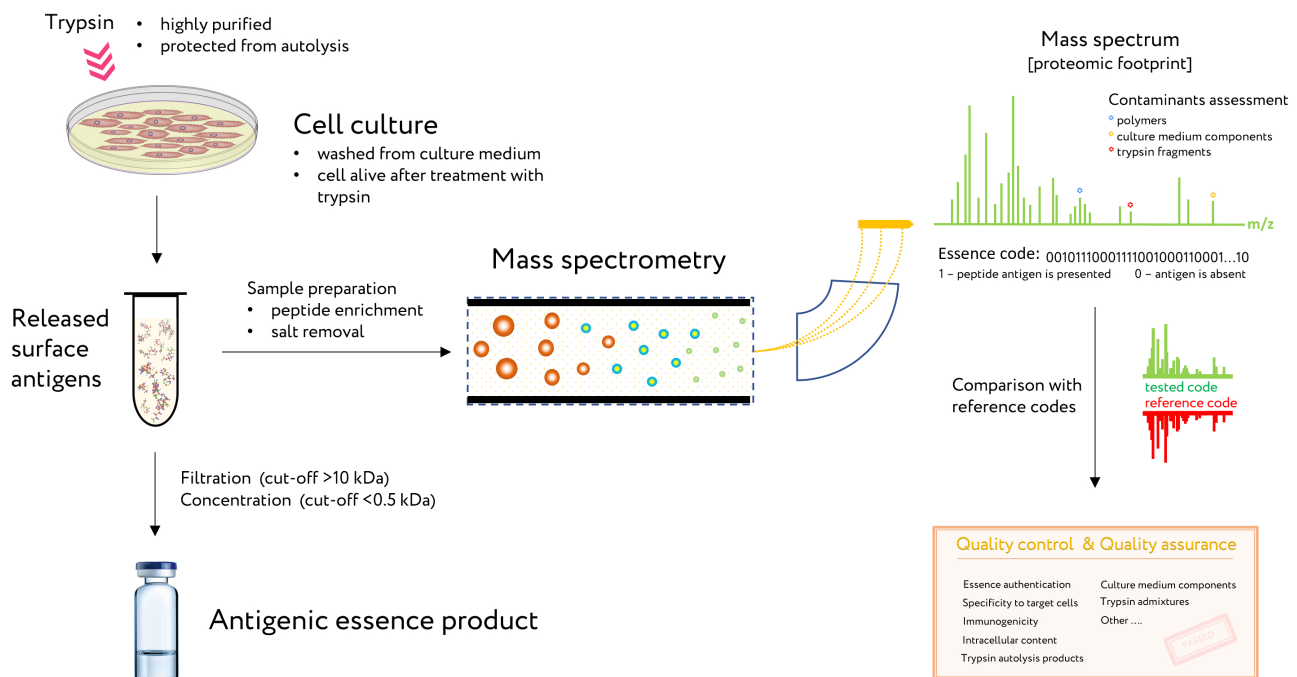 Trypsin
• highly purified
• protected from autolysis
Cell culture
• washed from culture medium
• cell alive after treatment with
trypsin
Released
surface
antigens
Sample preparation
• peptide enrichment
• salt removal
Mass spectrometry
Filtration (cut-off >10 kDa)
Concentration (cut-off <0.5 kDa)
Antigenic essence product
Mass spectrum
[proteomic footprint]
Contaminants assessment
polymers
culture medium components
trypsin fragments
m/z
Essence code: 00101110001111001000110001...10
1 – peptide antigen is presented 0 – antigen is absent
Comparison with
reference codes
tested code
reference code
Quality control & Quality assurance
Essence authentication
Specificity to target cells
Immunogenicity
Intracellular content
Trypsin autolysis products
Culture medium components
Trypsin admixtures
Other ....
PASSED